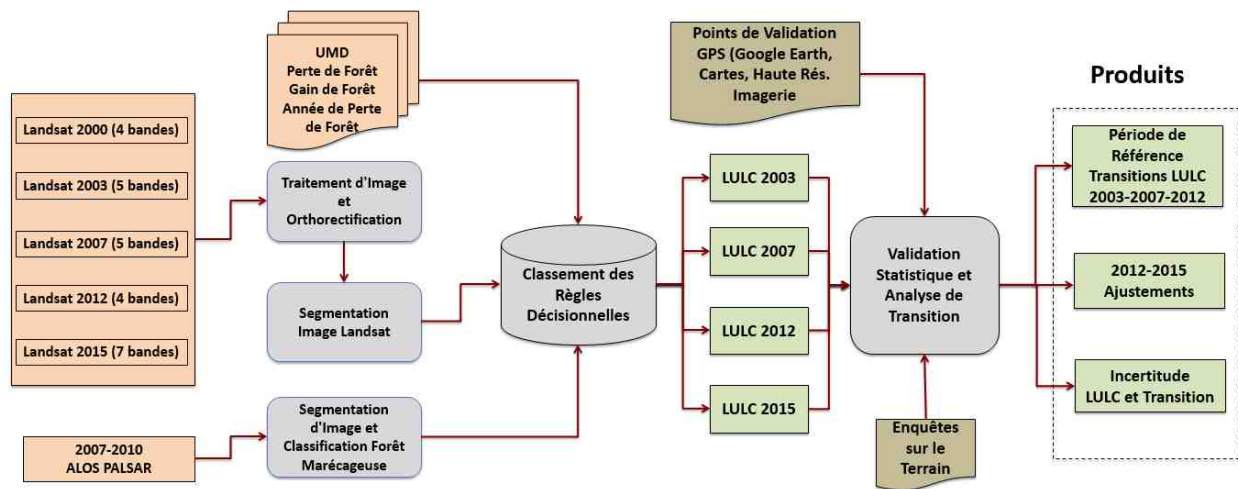 UMD
Perte de Forêt
Gain de Forêt
Année de Perte
de Forêt
Points de Validation
GPS (Google Earth,
Cartes, Haute Rés.
Imagerie
Produits
Landsat 2000 (4 bandes)
Landsat 2003 (5 bandes)
Landsat 2007 (5 bandes)
Landsat 2012 (4 bandes)
Landsat 2015 (7 bandes)
2007-2010
ALOS PALSAR
Traitement d'Image
et
Orthorectification
Segmentation
Image Landsat
Segmentation
d'Image et
Classification Forêt
Marécageuse
Classement des
Règles
Décisionnelles
LULC 2003
LULC 2007
LULC 2012
LULC 2015
Validation
Statistique et
Analyse de
Transition
Enquêtes
sur le
Terrain
Période de
Référence
Transitions LULC
2003-2007-2012
2012-2015
Ajustements
Incertitude
LULC et Transition